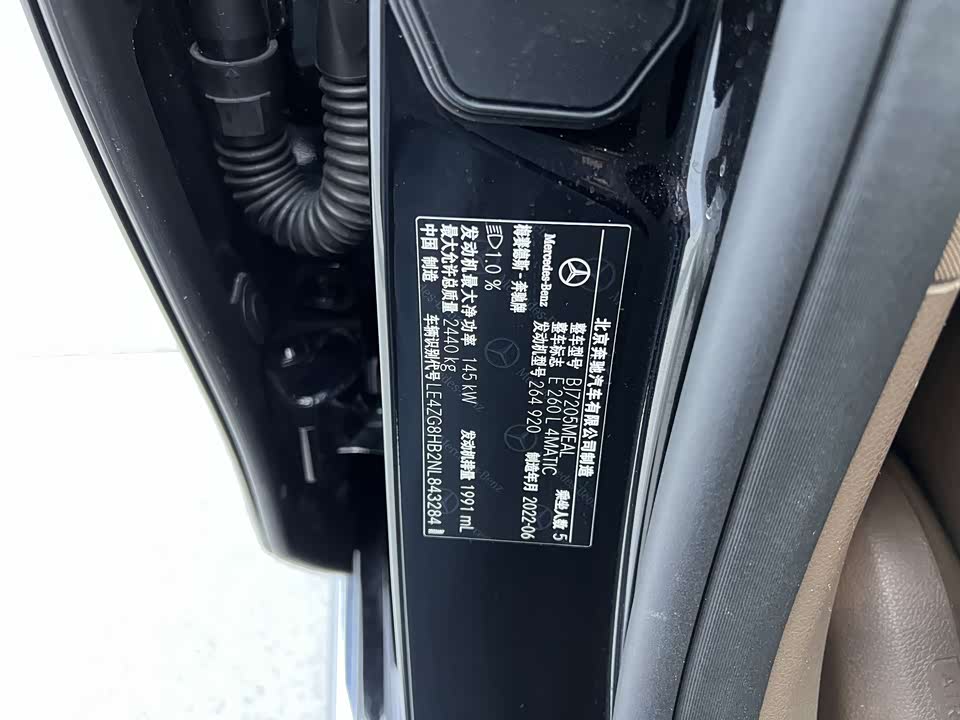 北京奔驰汽车有限公司制造
Mercedes-Benz
梅赛德斯-奔驰牌
整车型号 BJ7205MEAL 乘坐人数 5
整车标志 E 260 L 4MATIC
发动机型号 264 920 制造年月 2022-06
1.0 %
发动机最大净功率 145 kW 发动机排量 1991 mL
最大允许总质量 2440 kg
中国 制造 车辆识别代号 LE4ZG8HB2NL843284